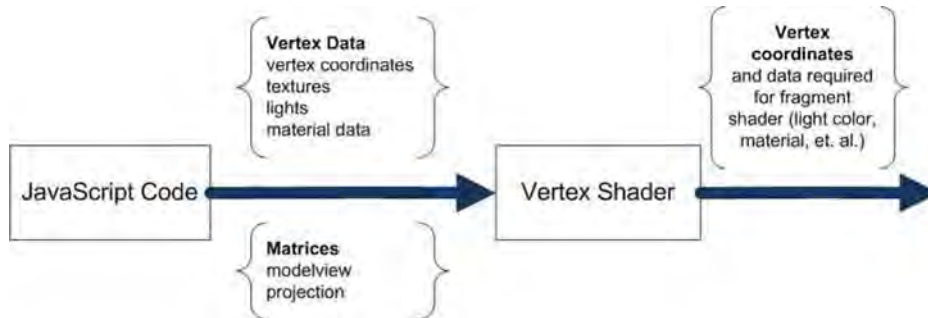 Vertex Data
vertex coordinates
textures
lights
material data
Vertex
coordinates
and data required
for fragment
shader (light color,
material, et. al.)
JavaScript Code
Vertex Shader
Matrices
modelview
projection